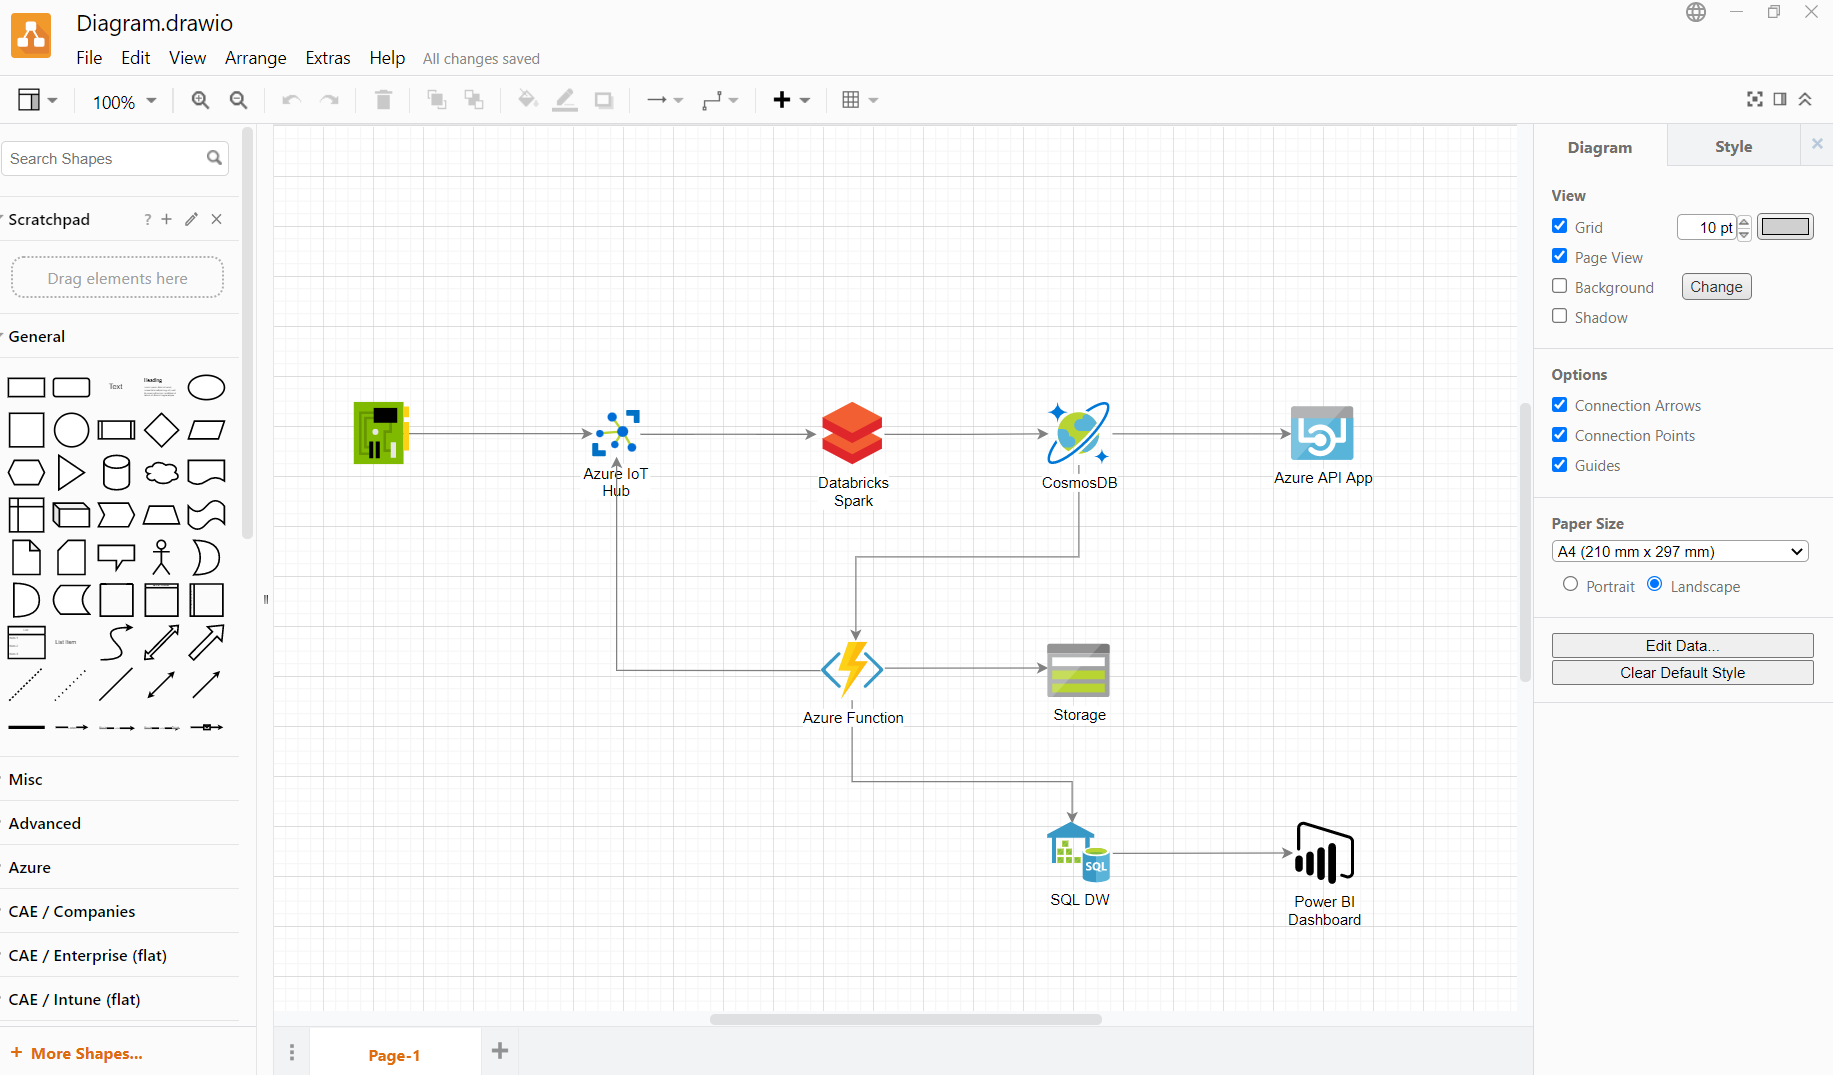 Diagram.drawio
File Edit View Arrange Extras Help All changes saved
100%
Search Shapes
Scratchpad ?
Drag elements here
General
Text
Heading
List Item
Misc
Advanced
Azure
CAE / Companies
CAE / Enterprise (flat)
CAE / Intune (flat)
+ More Shapes...
Azure IoT
Hub
Databricks
Spark
CosmosDB
Azure API App
Azure Function
Storage
SQL
SQL DW
Power BI
Dashboard
Page-1
Diagram Style
View
Grid 10 pt
Page View
Background Change
Shadow
Options
Connection Arrows
Connection Points
Guides
Paper Size
A4 (210 mm x 297 mm)
Portrait Landscape
Edit Data...
Clear Default Style